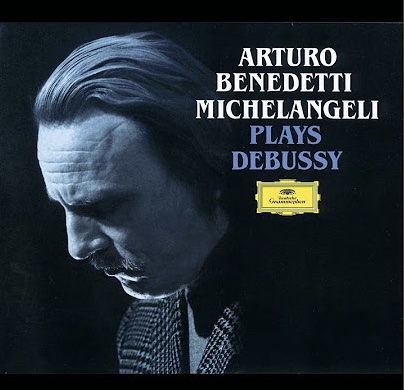 ARTURO
BENEDETTI
MICHELANGELI
PLAYS
DEBUSSY
Deutsche
Grammophon